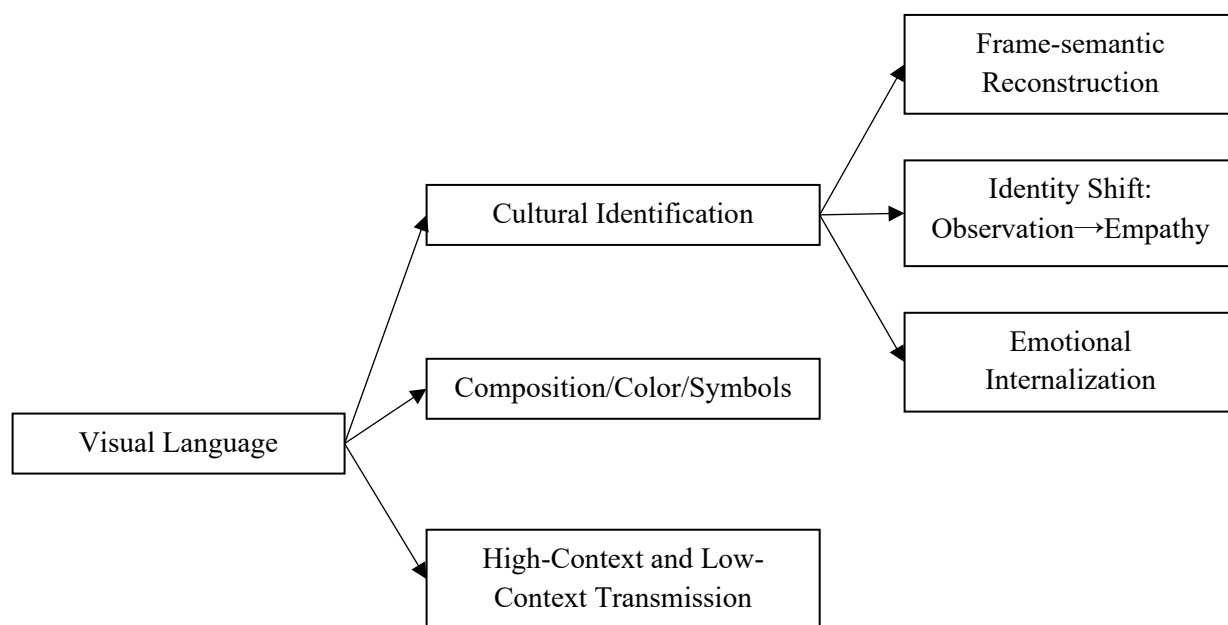 Frame-semantic
Reconstruction
Cultural Identification
Identity Shift:
Observation→Empathy
Emotional
Internalization
Composition/Color/Symbols
Visual Language
High-Context and Low-
Context Transmission